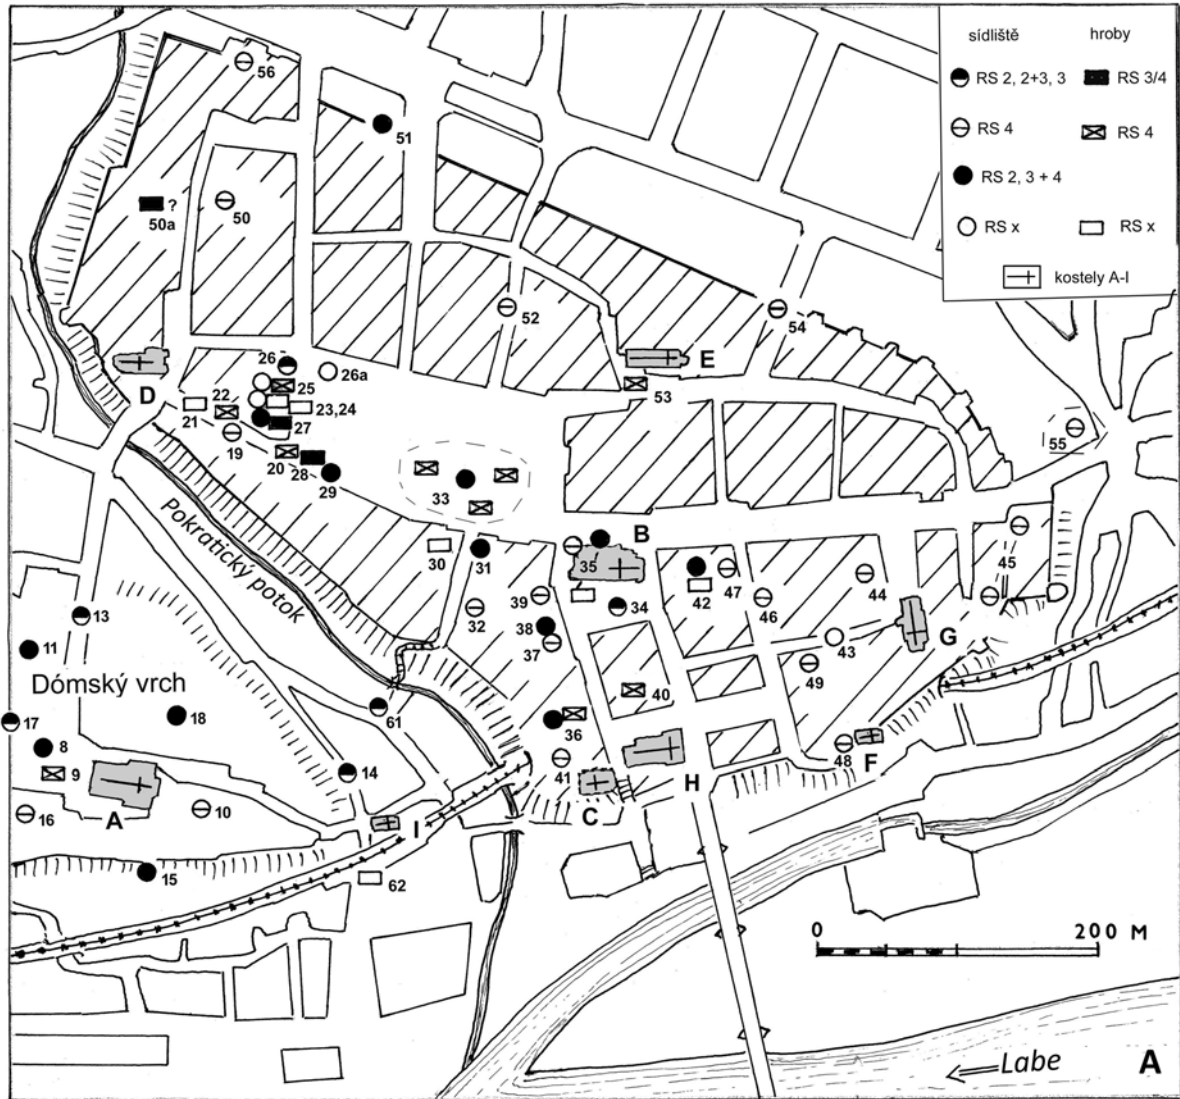 sídliště hroby
RS 2, 2+3, 3 RS 3/4
RS 4 RS 4
RS 2, 3 + 4
RS x RS x
kostely A-I
56
51
50a ?
50
52
54
E
53
D
26
26a
25
22
21
23,24
27
19
20
28
29
33
55
Pokratický potok
B
35
30
31
32
39
38
37
34
42
47
46
44
45
43
G
49
40
13
11
Dómský vrch
17
18
8
9
61
14
36
41
H
48
F
A
10
16
I
C
15
62
0 200 M
Labe
A